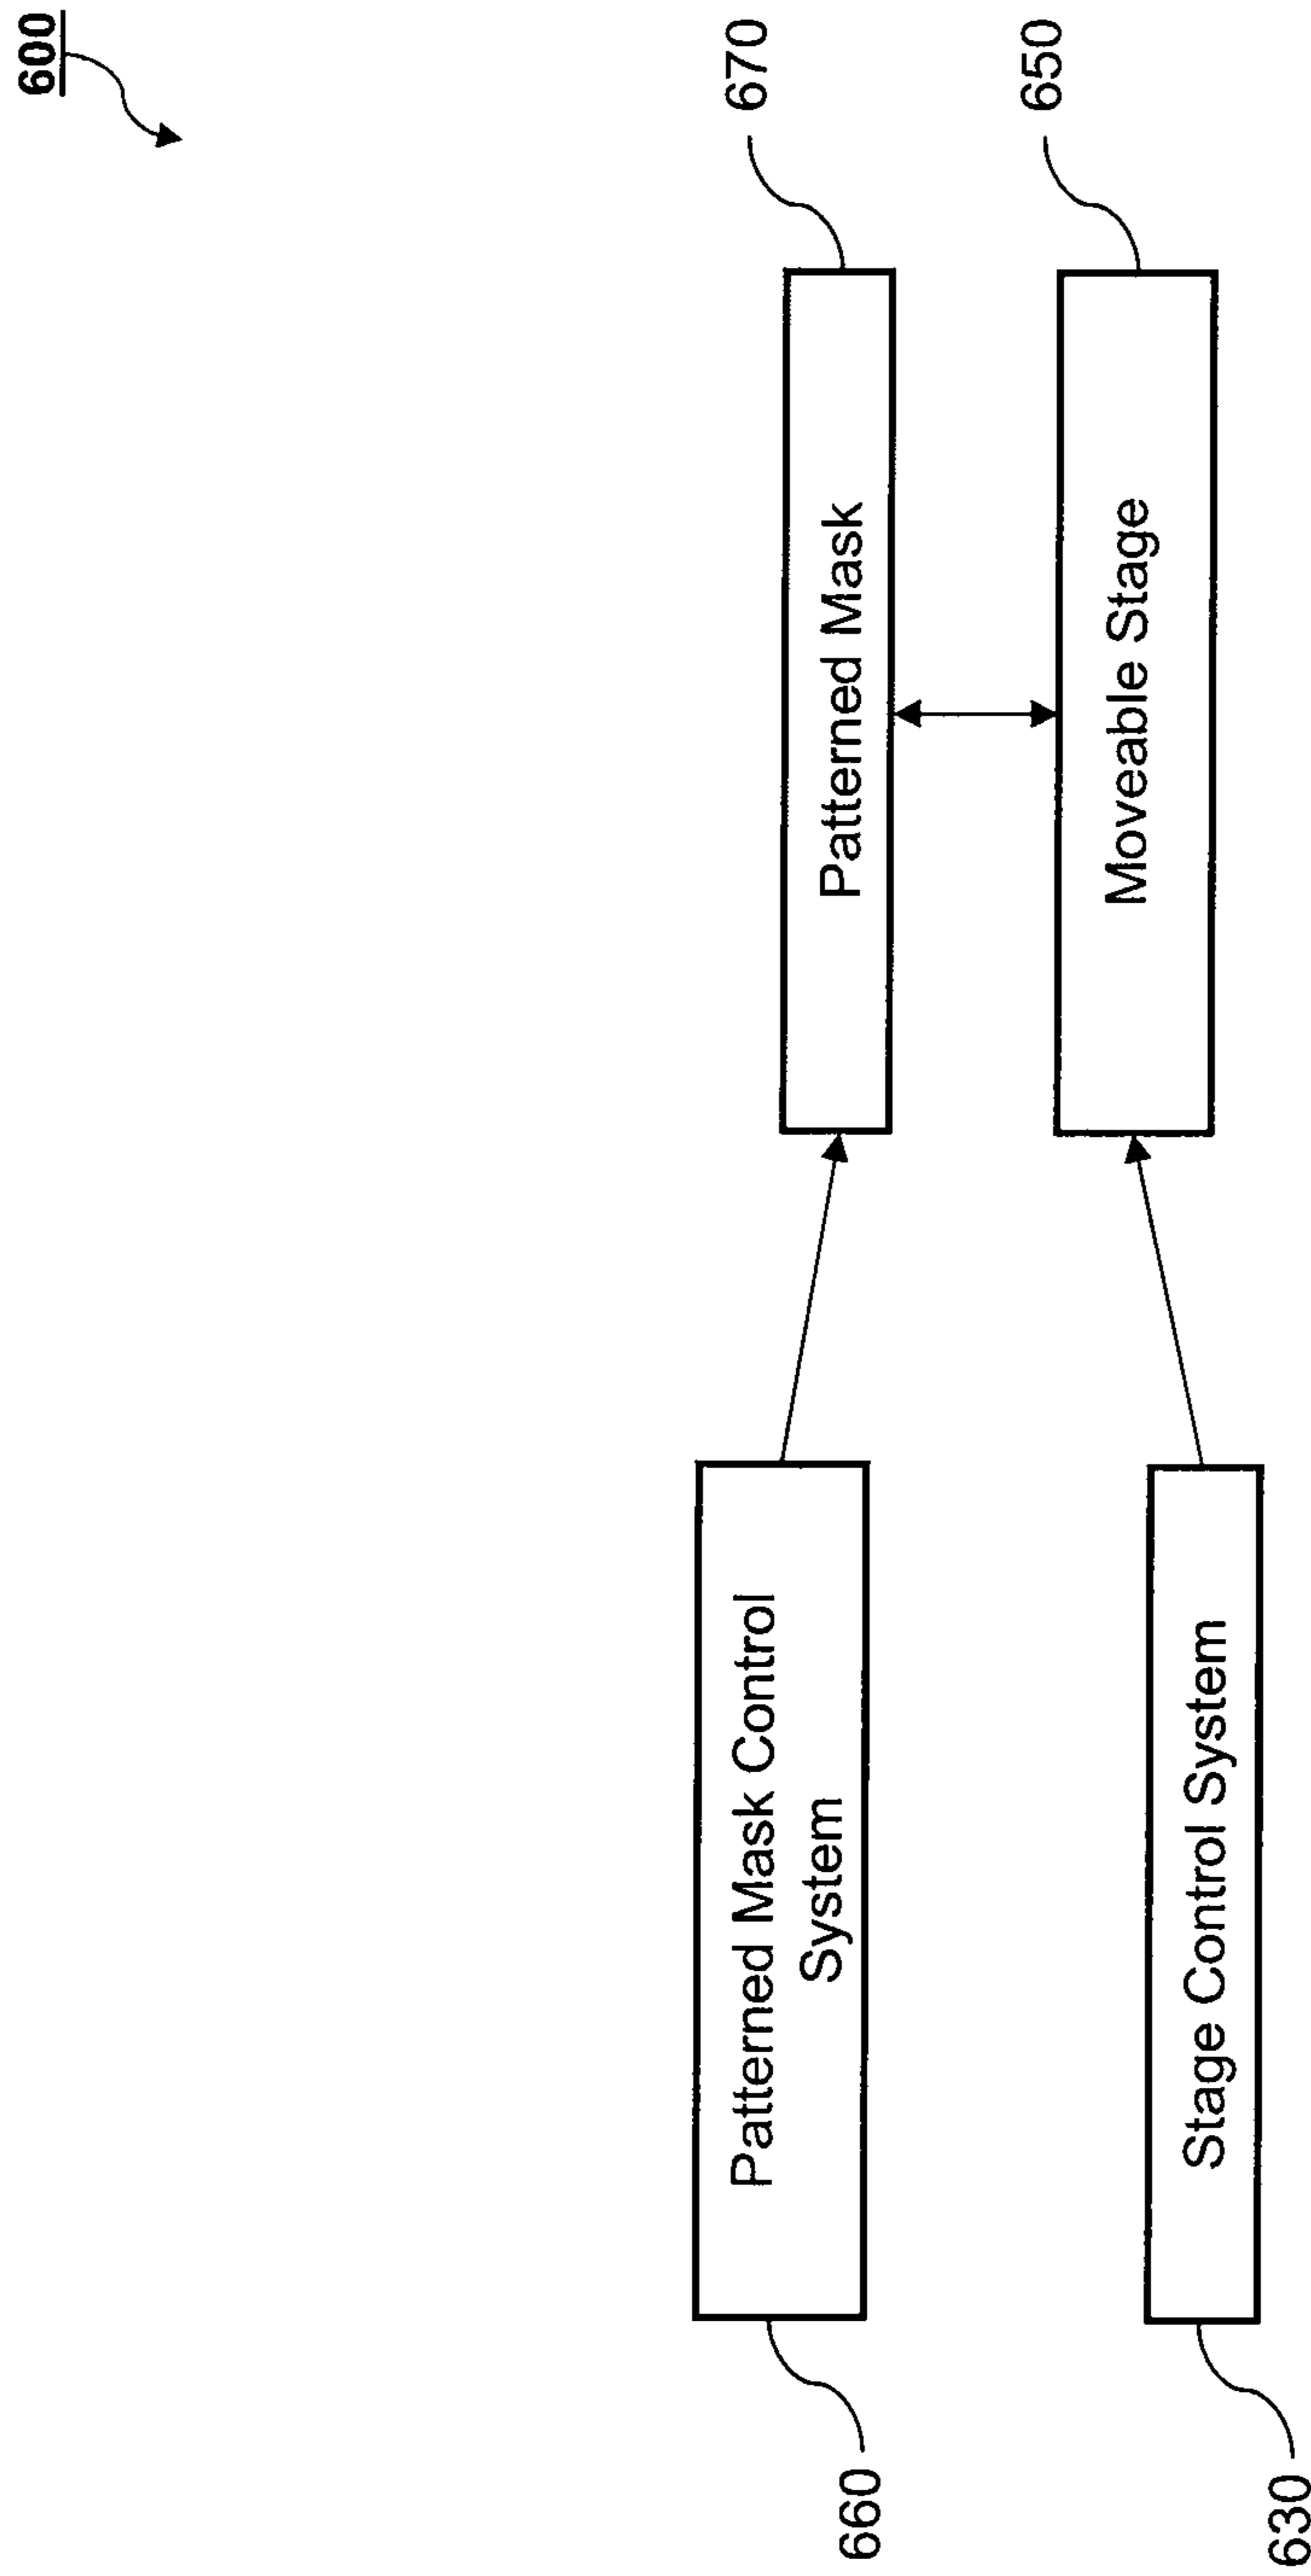 600
Patterned Mask Control
System
660
Patterned Mask
670
Stage Control System
630
Moveable Stage
650